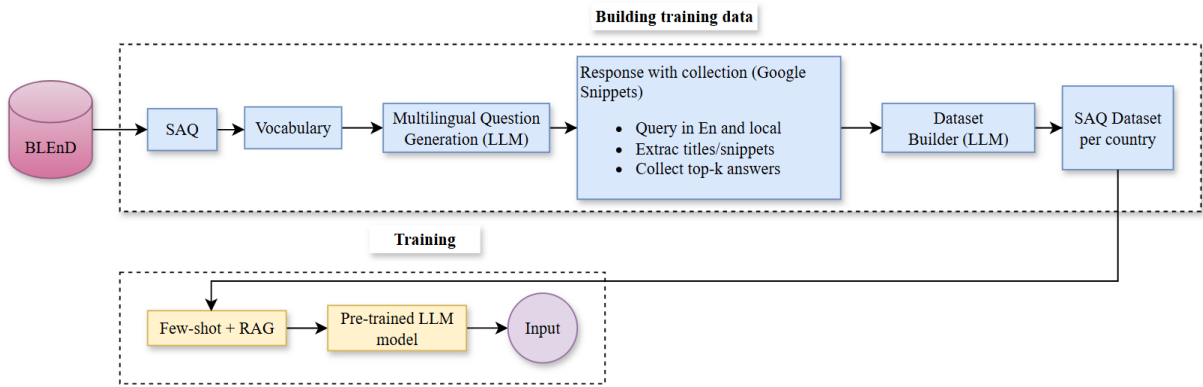 Building training data
BLEnD
SAQ
Vocabulary
Multilingual Question
Generation (LLM)
Response with collection (Google
Snippets)
• Query in En and local
• Extrac titles/snippets
• Collect top-k answers
Dataset
Builder (LLM)
SAQ Dataset
per country
Training
Few-shot + RAG
Pre-trained LLM
model
Input